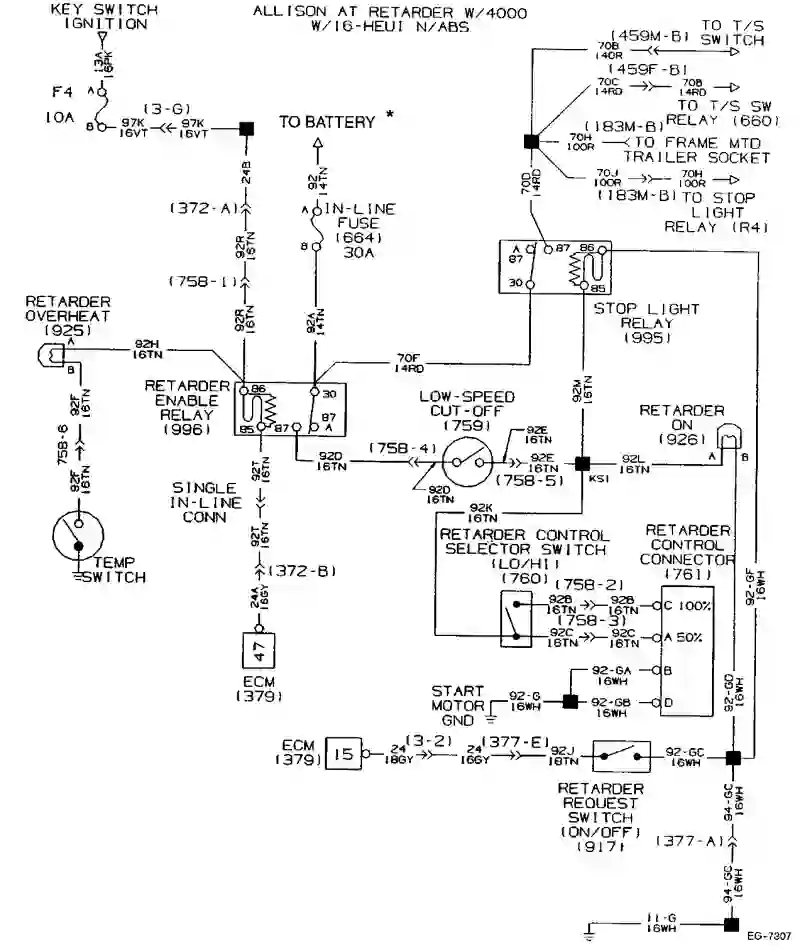 KEY SWITCH
IGNITION
ALLISON AT RETARDER W/4000
W/16-HEUI N/ABS
13A
16PK
F4
10A
A
B
(3-G)
97K
16VT
97K
16VT
TO BATTERY *
24B
92
14TN
(372-A)
A
B
IN-LINE
FUSE
(664)
30A
92R
16TN
(758-1)
92R
16TN
92A
14TN
(459M-B)
TO T/S
SWITCH
70B
14OR
(459F-B)
70C
14RD
70B
14RD
TO T/S SW
RELAY (660)
(183M-B)
70H
10OR
TO FRAME MTD
TRAILER SOCKET
70J
10OR
70H
10OR
(183M-B)
TO STOP
LIGHT
RELAY (R4)
70D
14RD
A
87
87
86
30
85
STOP LIGHT
RELAY
(995)
RETARDER
OVERHEAT
(925)
A
B
92H
16TN
70F
14RD
92F
16TN
758-6
92F
16TN
TEMP
SWITCH
RETARDER
ENABLE
RELAY
(996)
86
30
85
87
87
A
92D
16TN
(758-4)
92D
16TN
LOW-SPEED
CUT-OFF
(759)
92E
16TN
92E
16TN
(758-5)
92M
16TN
KS1
92L
16TN
RETARDER
ON
(926)
A
B
SINGLE
IN-LINE
CONN
92T
16TN
92T
16TN
(372-B)
24A
16GY
47
ECM
(379)
92K
16TN
RETARDER CONTROL
SELECTOR SWITCH
(LO/HI)
(760)
RETARDER
CONTROL
CONNECTOR
(761)
(758-2)
92B
16TN
92B
16TN
C 100%
(758-3)
92C
16TN
92C
16TN
A 50%
92-GA
16WH
B
92-GB
16WH
D
START
MOTOR
GND
92-G
16WH
92-GD
16WH
92-GF
16WH
ECM
(379)
15
24
18GY
(3-2)
24
16GY
(377-E)
92J
18TN
92-GC
16WH
RETARDER
REQUEST
SWITCH
(ON/OFF)
(917)
94-GC
16WH
(377-A)
94-GC
16WH
11-G
16WH
EG-7307